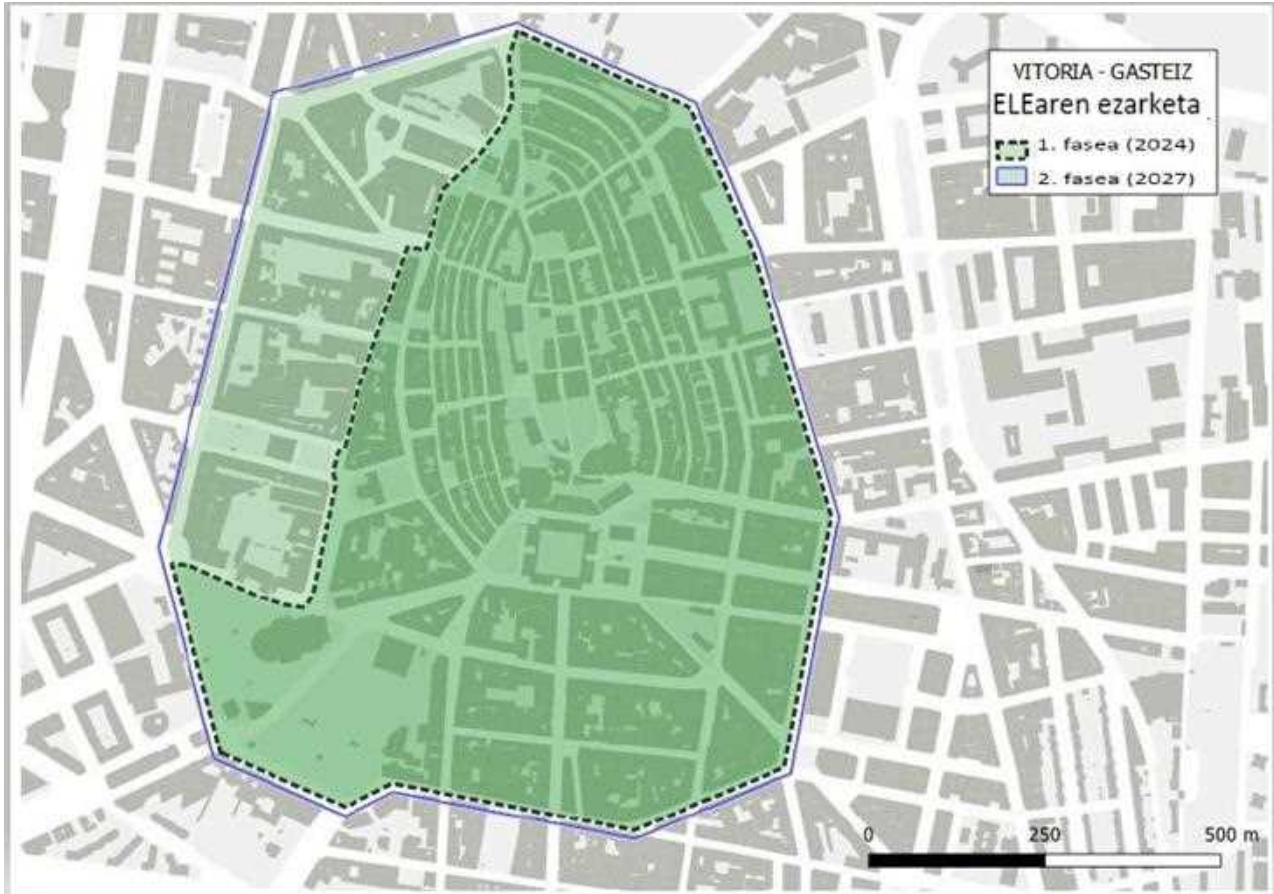 VITORIA - GASTEIZ
ELEaren ezarketa
1. fasea (2024)
2. fasea (2027)
0 250 500 m